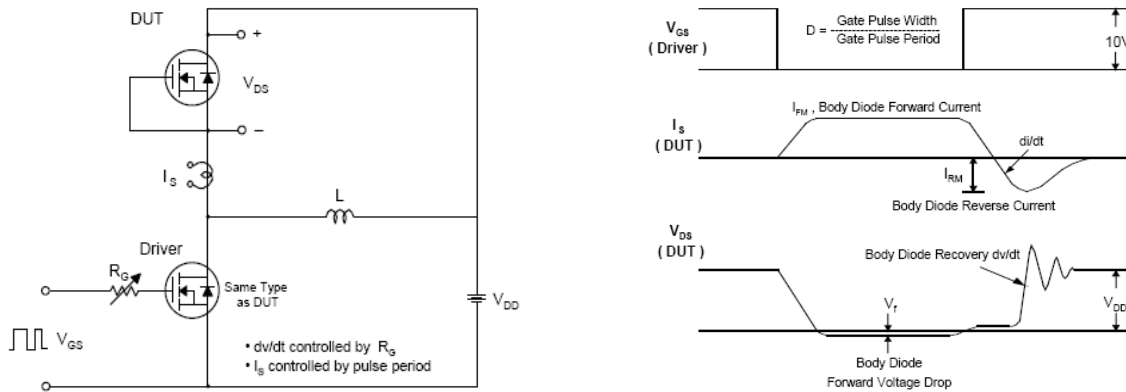 DUT
+
V_DS
−
I_S
L
Driver
R_G
Same Type
as DUT
V_DD
V_GS
• dv/dt controlled by R_G
• I_S controlled by pulse period
V_GS
( Driver )
D = Gate Pulse Width
Gate Pulse Period
10V
I_FM , Body Diode Forward Current
I_S
( DUT )
di/dt
I_RM
Body Diode Reverse Current
V_DS
( DUT )
Body Diode Recovery dv/dt
V_f
V_DD
Body Diode
Forward Voltage Drop